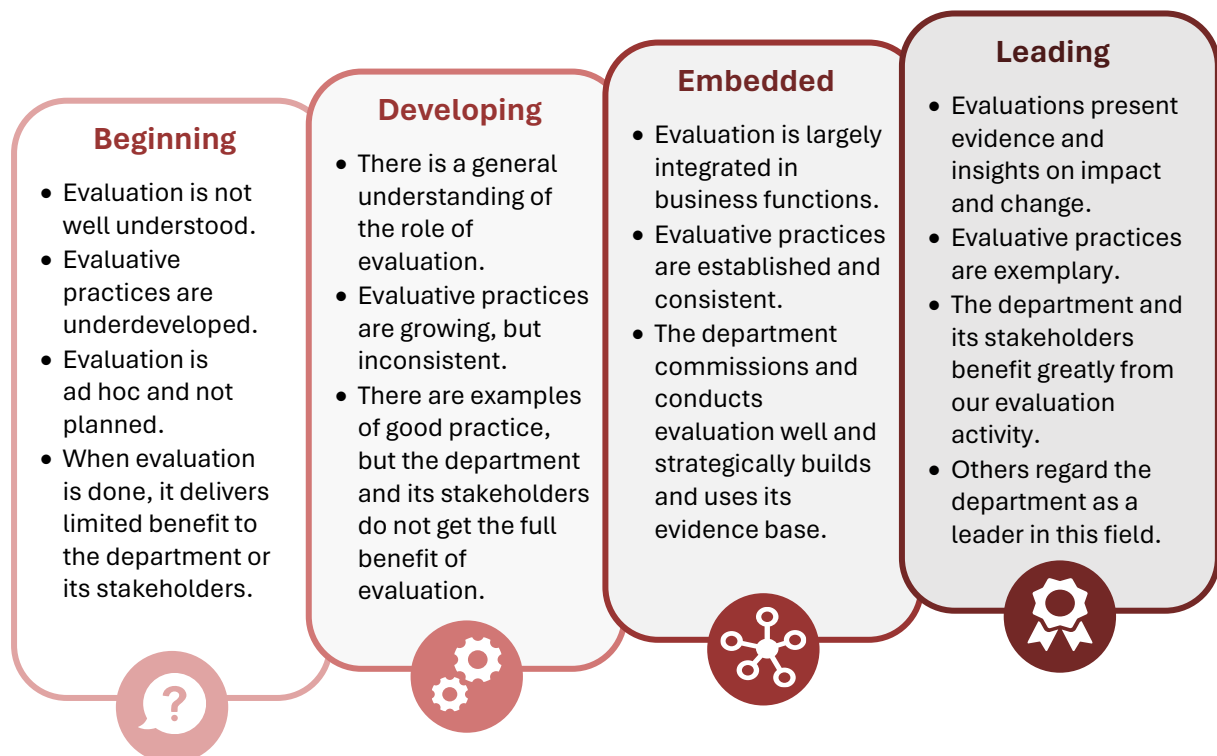 Beginning
• Evaluation is not
well understood.
• Evaluative
practices are
underdeveloped.
• Evaluation is
ad hoc and not
planned.
• When evaluation
is done, it delivers
limited benefit to
the department or
its stakeholders.
?
Developing
• There is a general
understanding of
the role of
evaluation.
• Evaluative practices
are growing, but
inconsistent.
• There are examples
of good practice,
but the department
and its stakeholders
do not get the full
benefit of
evaluation.
Embedded
• Evaluation is largely
integrated in
business functions.
• Evaluative practices
are established and
consistent.
• The department
commissions and
conducts
evaluation well and
strategically builds
and uses its
evidence base.
Leading
• Evaluations present
evidence and
insights on impact
and change.
• Evaluative practices
are exemplary.
• The department and
its stakeholders
benefit greatly from
our evaluation
activity.
• Others regard the
department as a
leader in this field.